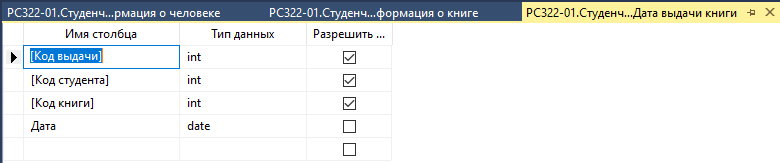 PC322-01.Студенч...рмация о человеке PC322-01.Студенч...формация о книге PC322-01.Студенч...Дата выдачи книги
Имя столбца Тип данных Разрешить ...
[Код выдачи] int
[Код студента] int
[Код книги] int
Дата date